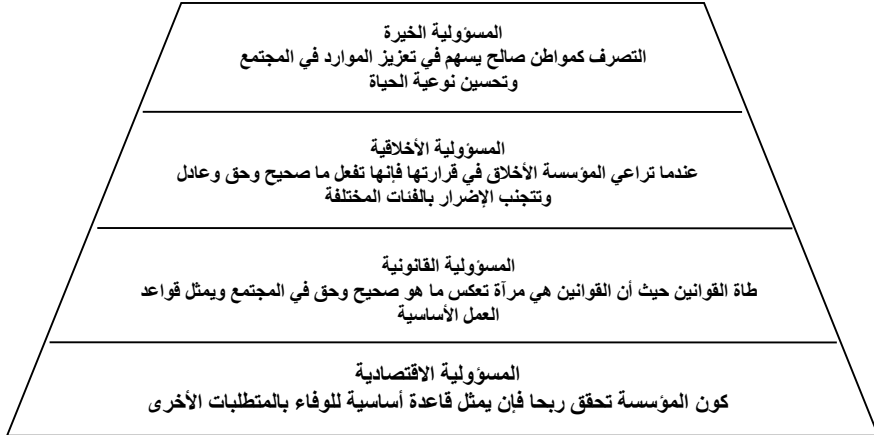 المسؤولية الخيرة
التصرف كمواطن صالح يسهم في تعزيز الموارد في المجتمع
وتحسين نوعية الحياة
المسؤولية الأخلاقية
عندما تراعي المؤسسة الأخلاق في قرارتها فإنها تفعل ما صحيح وحق وعادل
وتتجنب الإضرار بالفئات المختلفة
المسؤولية القانونية
طاة القوانين حيث أن القوانين هي مرآة تعكس ما هو صحيح وحق في المجتمع ويمثل قواعد
العمل الأساسية
المسؤولية الاقتصادية
كون المؤسسة تحقق ربحا فإن يمثل قاعدة أساسية للوفاء بالمتطلبات الأخرى